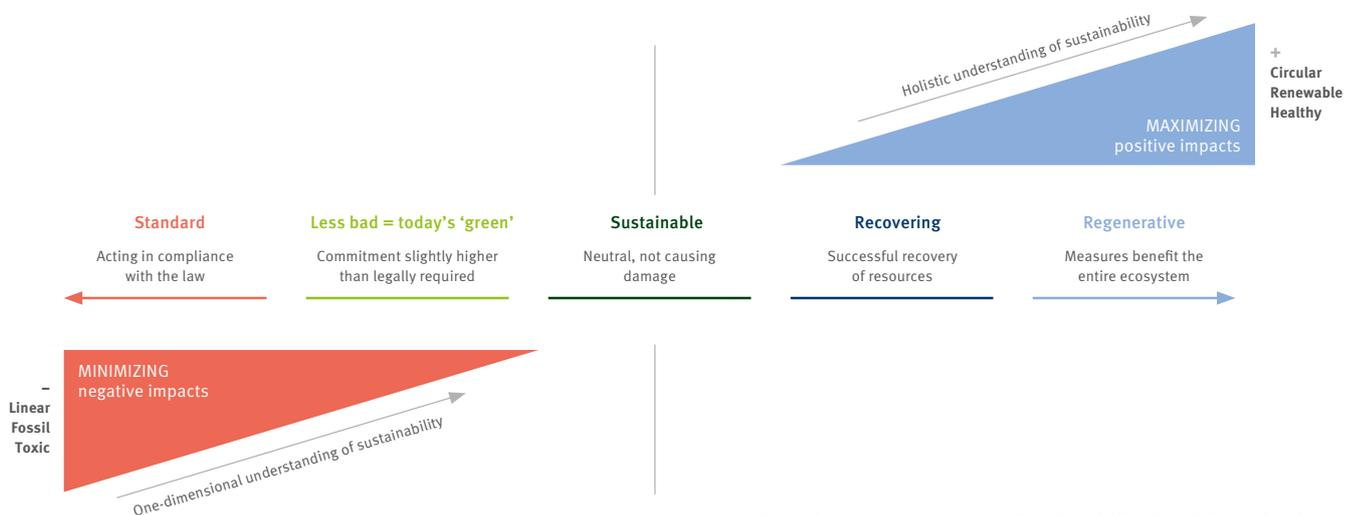 Holistic understanding of sustainability
+
Circular
Renewable
Healthy
MAXIMIZING
positive impacts
Standard
Acting in compliance
with the law
Less bad = today’s ‘green’
Commitment slightly higher
than legally required
Sustainable
Neutral, not causing
damage
Recovering
Successful recovery
of resources
Regenerative
Measures benefit the
entire ecosystem
MINIMIZING
negative impacts
–
Linear
Fossil
Toxic
One-dimensional understanding of sustainability